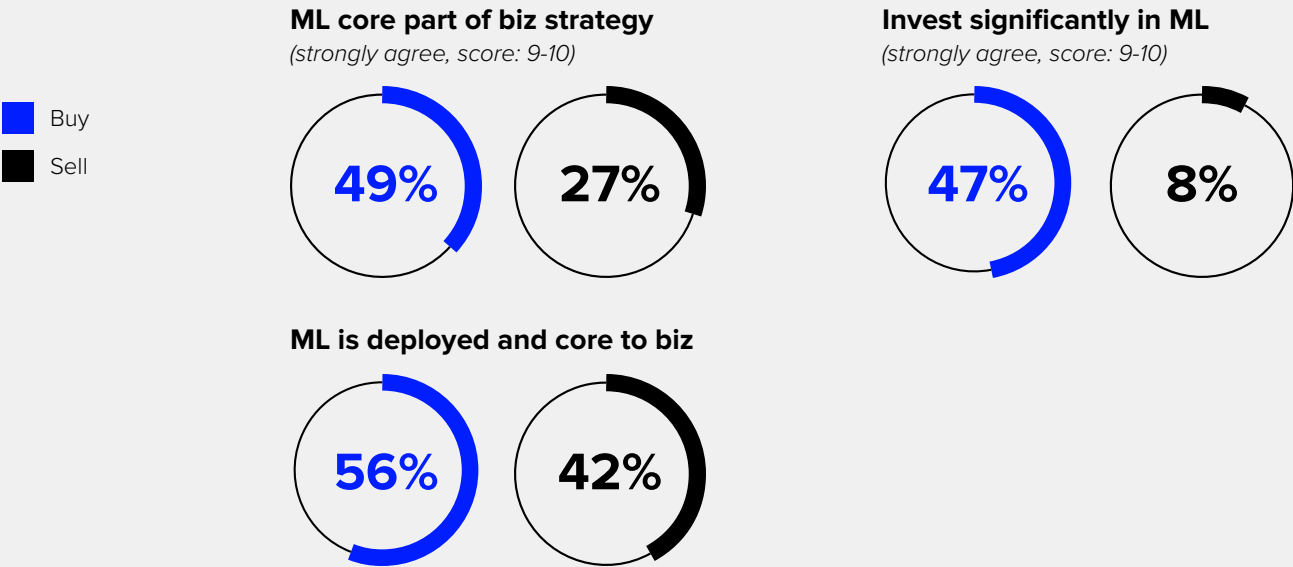 ML core part of biz strategy
(strongly agree, score: 9-10)
Invest significantly in ML
(strongly agree, score: 9-10)
Buy
Sell
49%
27%
47%
8%
ML is deployed and core to biz
56%
42%